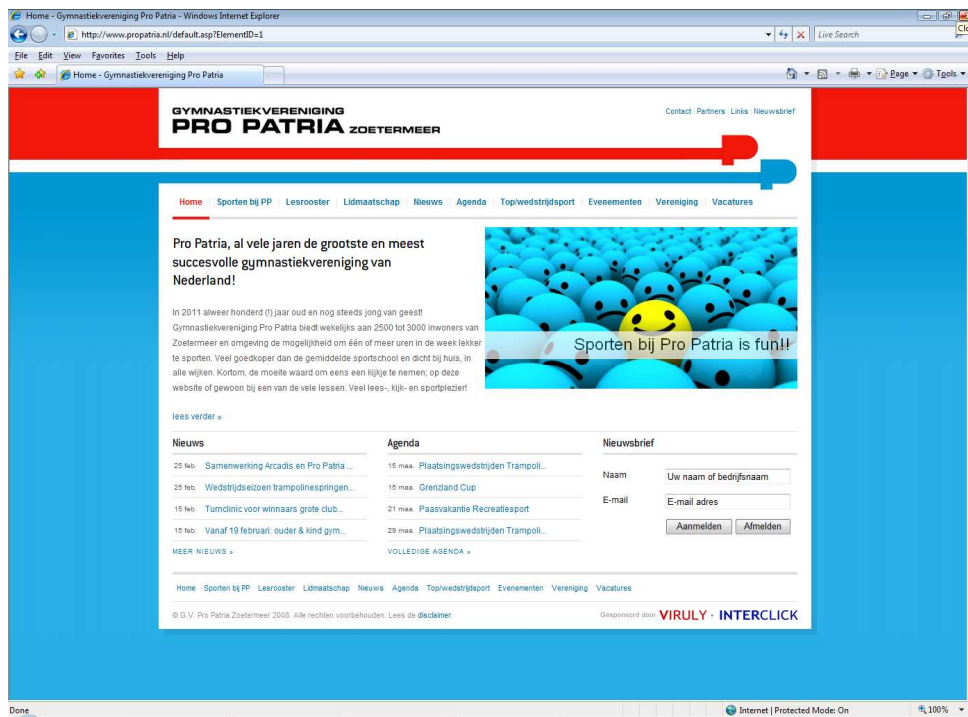 Home - Gymnastiekvereniging Pro Patria - Windows Internet Explorer
http://www.propatria.nl/default.asp?ElementID=1
Live Search
File Edit View Favorites Tools Help
Home - Gymnastiekvereniging Pro Patria
Page Tools
GYMNASTIEKVERENIGING
PRO PATRIA ZOETERMEER
Contact | Partners | Links | Nieuwsbrief
Home Sporten bij PP Lesrooster Lidmaatschap Nieuws Agenda Top/wedstrijdsport Evenementen Vereniging Vacatures
Pro Patria, al vele jaren de grootste en meest
succesvolle gymnastiekvereniging van
Nederland!
In 2011 alweer honderd (!) jaar oud en nog steeds jong van geest!
Gymnastiekvereniging Pro Patria biedt wekelijks aan 2500 tot 3000 inwoners van
Zoetermeer en omgeving de mogelijkheid om één of meer uren in de week lekker
te sporten. Veel goedkoper dan de gemiddelde sportschool en dicht bij huis, in
alle wijken. Kortom, de moeite waard om eens een kijkje te nemen; op deze
website of gewoon bij een van de vele lessen. Veel lees-, kijk- en sportplezier!
lees verder »
Sporten bij Pro Patria is fun!!
Nieuws
25 feb. Samenwerking Arcadis en Pro Patria ...
25 feb. Wedstrijdseizoen trampolinespringen...
15 feb. Turnclinic voor winnaars grote club...
15 feb. Vanaf 19 februari: ouder & kind gym...
MEER NIEUWS »
Agenda
15 maa. Plaatsingswedstrijden Trampoli...
15 maa. Grenzland Cup
21 maa. Paasvakantie Recreatiesport
29 maa. Plaatsingswedstrijden Trampoli...
VOLLEDIGE AGENDA »
Nieuwsbrief
Naam Uw naam of bedrijfsnaam
E-mail E-mail adres
Aanmelden Afmelden
Home Sporten bij PP Lesrooster Lidmaatschap Nieuws Agenda Top/wedstrijdsport Evenementen Vereniging Vacatures
© G.V. Pro Patria Zoetermeer 2008. Alle rechten voorbehouden. Lees de disclaimer
Gesponsord door VIRULY - INTERCLICK
Done
Internet | Protected Mode: On
100%